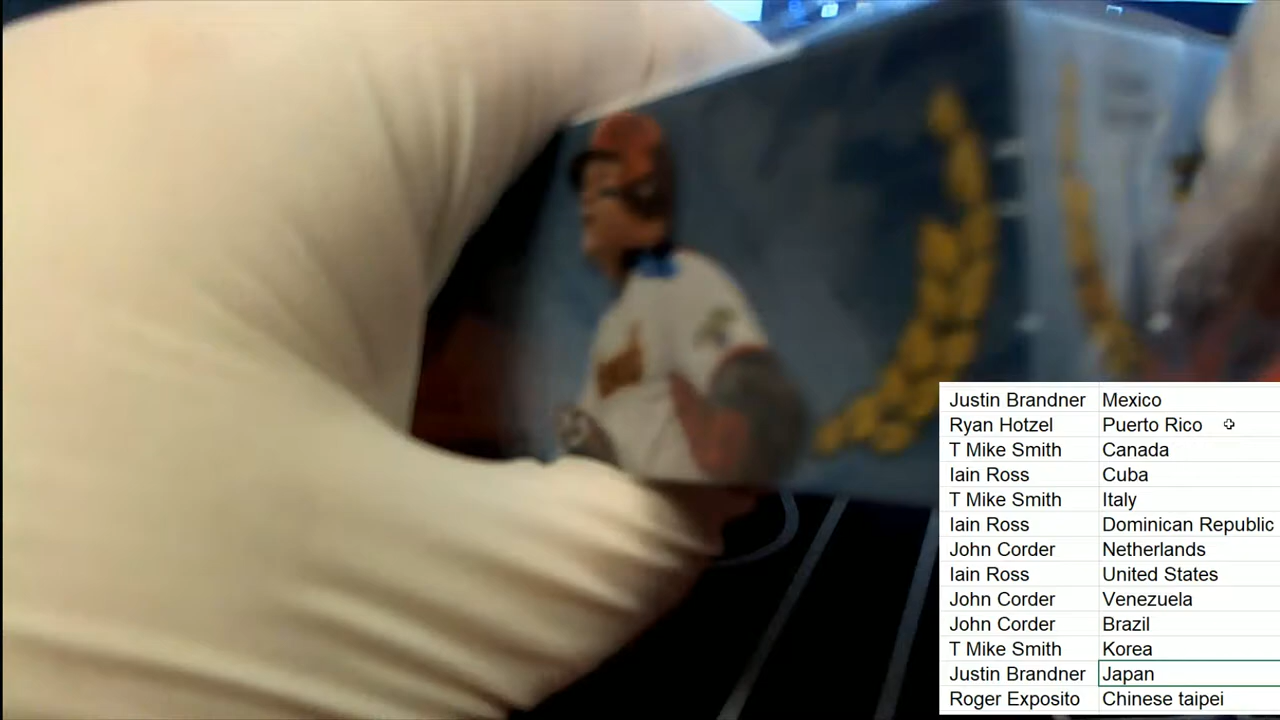 Justin Brandner Mexico
Ryan Hotzel Puerto Rico
T Mike Smith Canada
Iain Ross Cuba
T Mike Smith Italy
Iain Ross Dominican Republic
John Corder Netherlands
Iain Ross United States
John Corder Venezuela
John Corder Brazil
T Mike Smith Korea
Justin Brandner Japan
Roger Exposito Chinese taipei